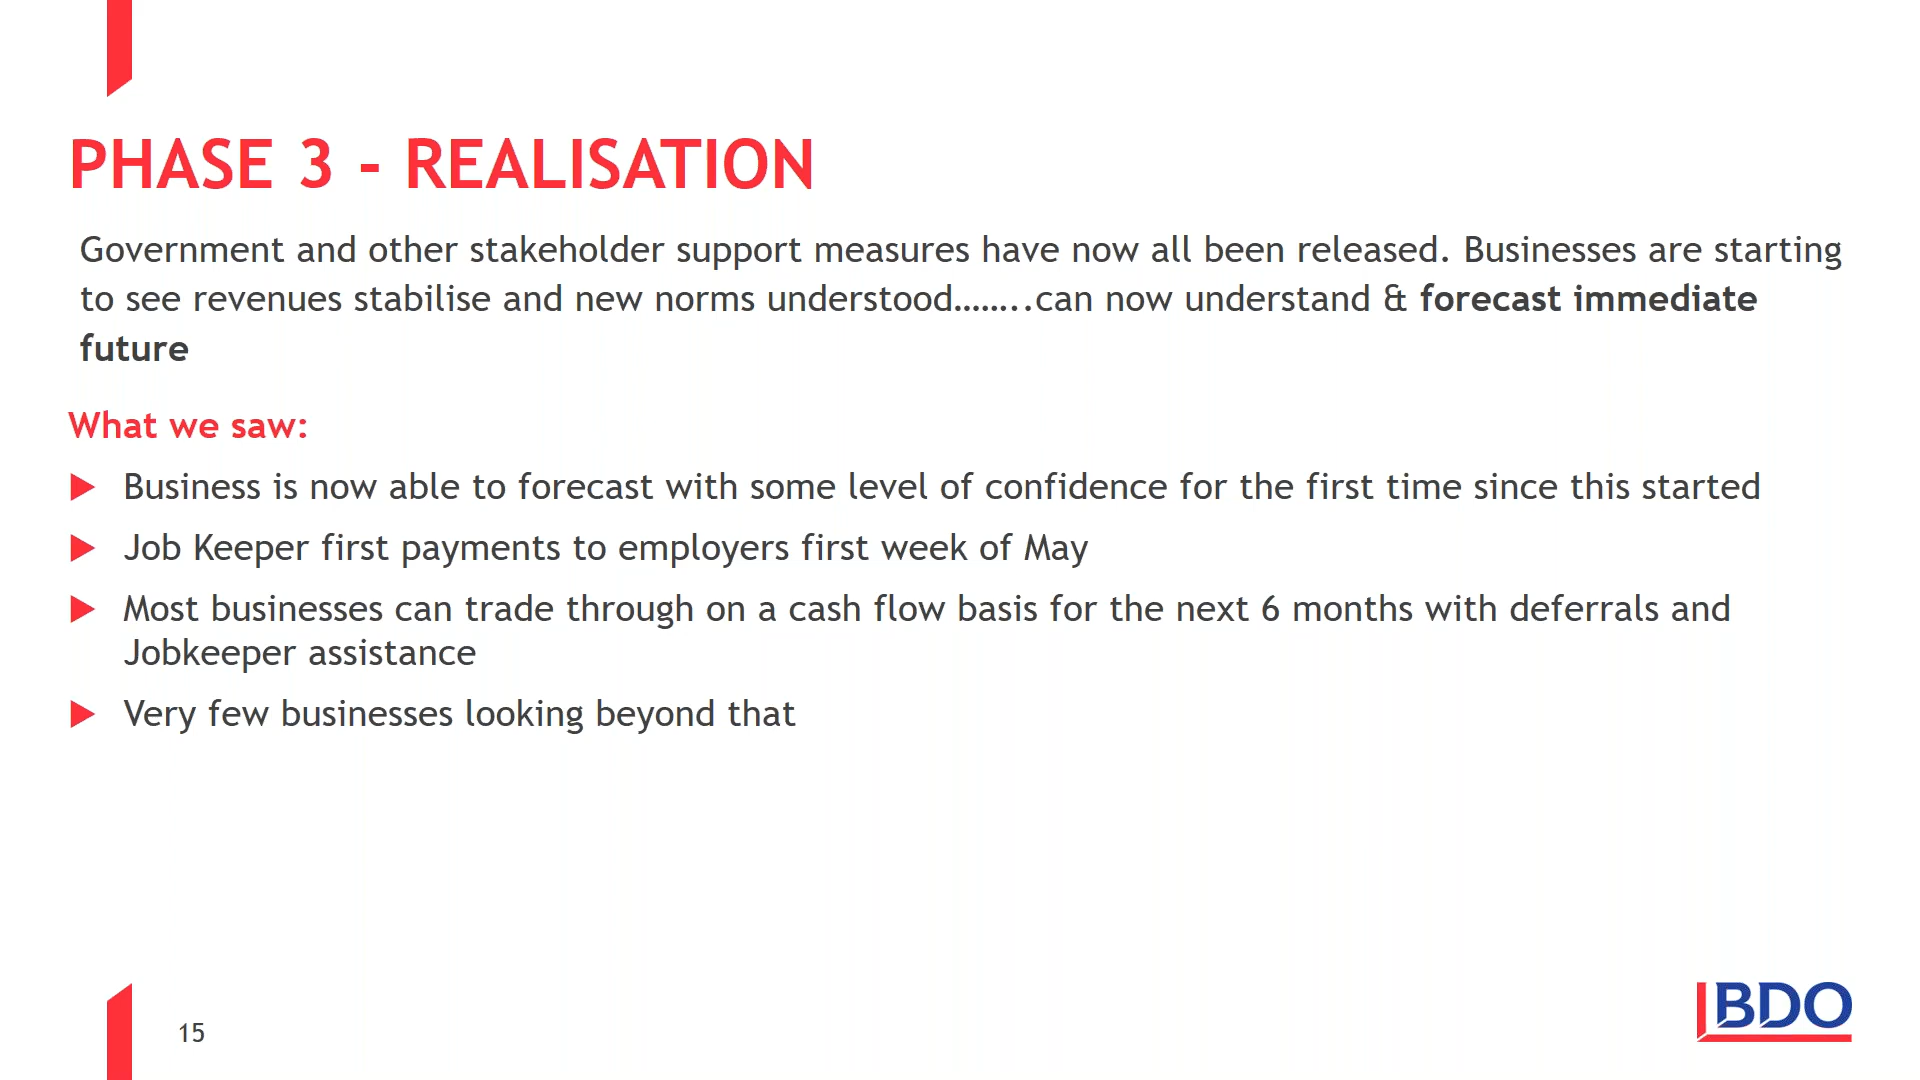 PHASE 3 - REALISATION
Government and other stakeholder support measures have now all been released. Businesses are starting
to see revenues stabilise and new norms understood……..can now understand & forecast immediate
future
What we saw:
Business is now able to forecast with some level of confidence for the first time since this started
Job Keeper first payments to employers first week of May
Most businesses can trade through on a cash flow basis for the next 6 months with deferrals and
Jobkeeper assistance
Very few businesses looking beyond that
15
BDO